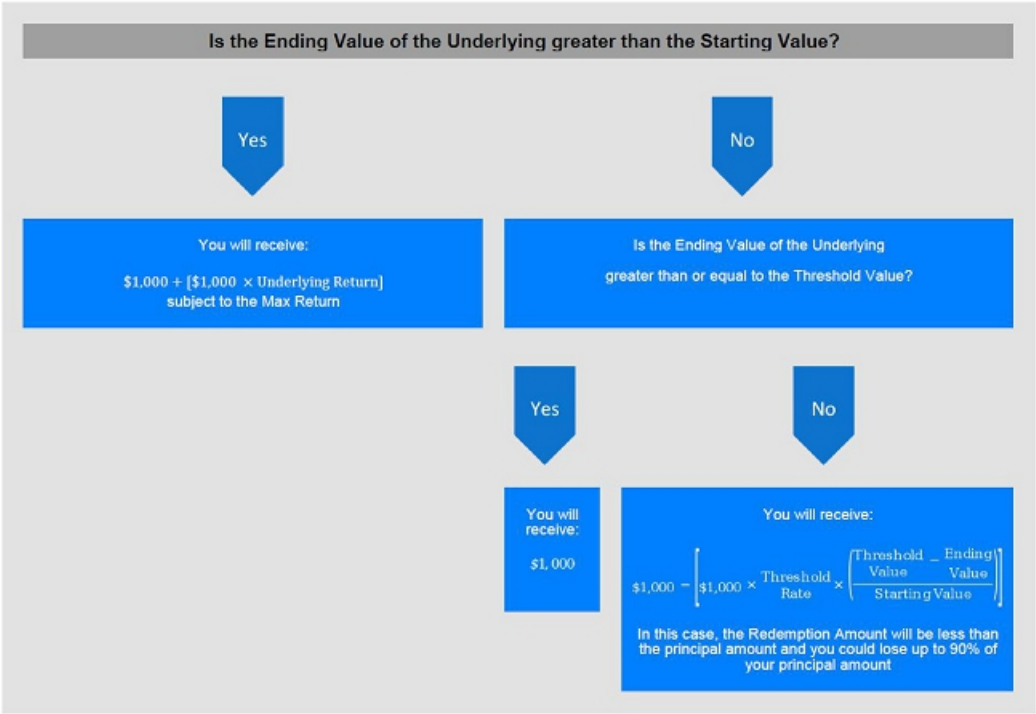 Is the Ending Value of the Underlying greater than the Starting Value?
Yes
No
You will receive:
$1,000 + [$1,000 × Underlying Return]
subject to the Max Return
Is the Ending Value of the Underlying
greater than or equal to the Threshold Value?
Yes
No
You will
receive:
$1,000
You will receive:
$1,000 − [$1,000 × Threshold Rate × ((Threshold Value − Ending Value) / Starting Value)]
In this case, the Redemption Amount will be less than
the principal amount and you could lose up to 90% of
your principal amount